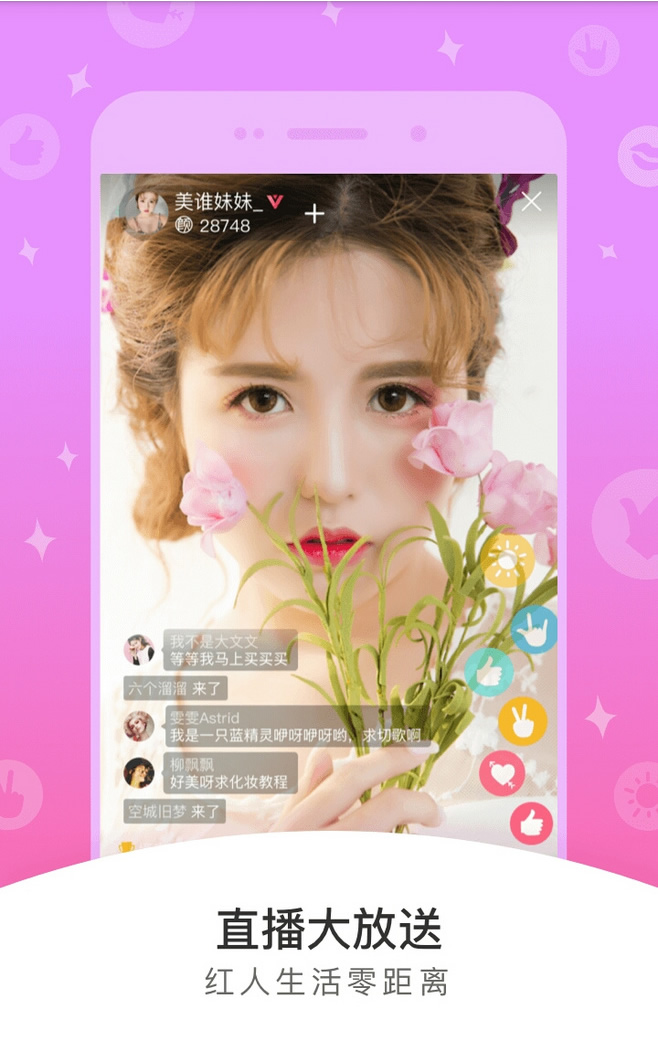 美谁妹妹_
颜 28748
我不是大文文
等等我马上买买买
六个溜溜 来了
雯雯Astrid
我是一只蓝精灵咿呀咿呀哟，求切歌啊
柳飘飘
好美呀求化妆教程
空城旧梦 来了
直播大放送
红人生活零距离